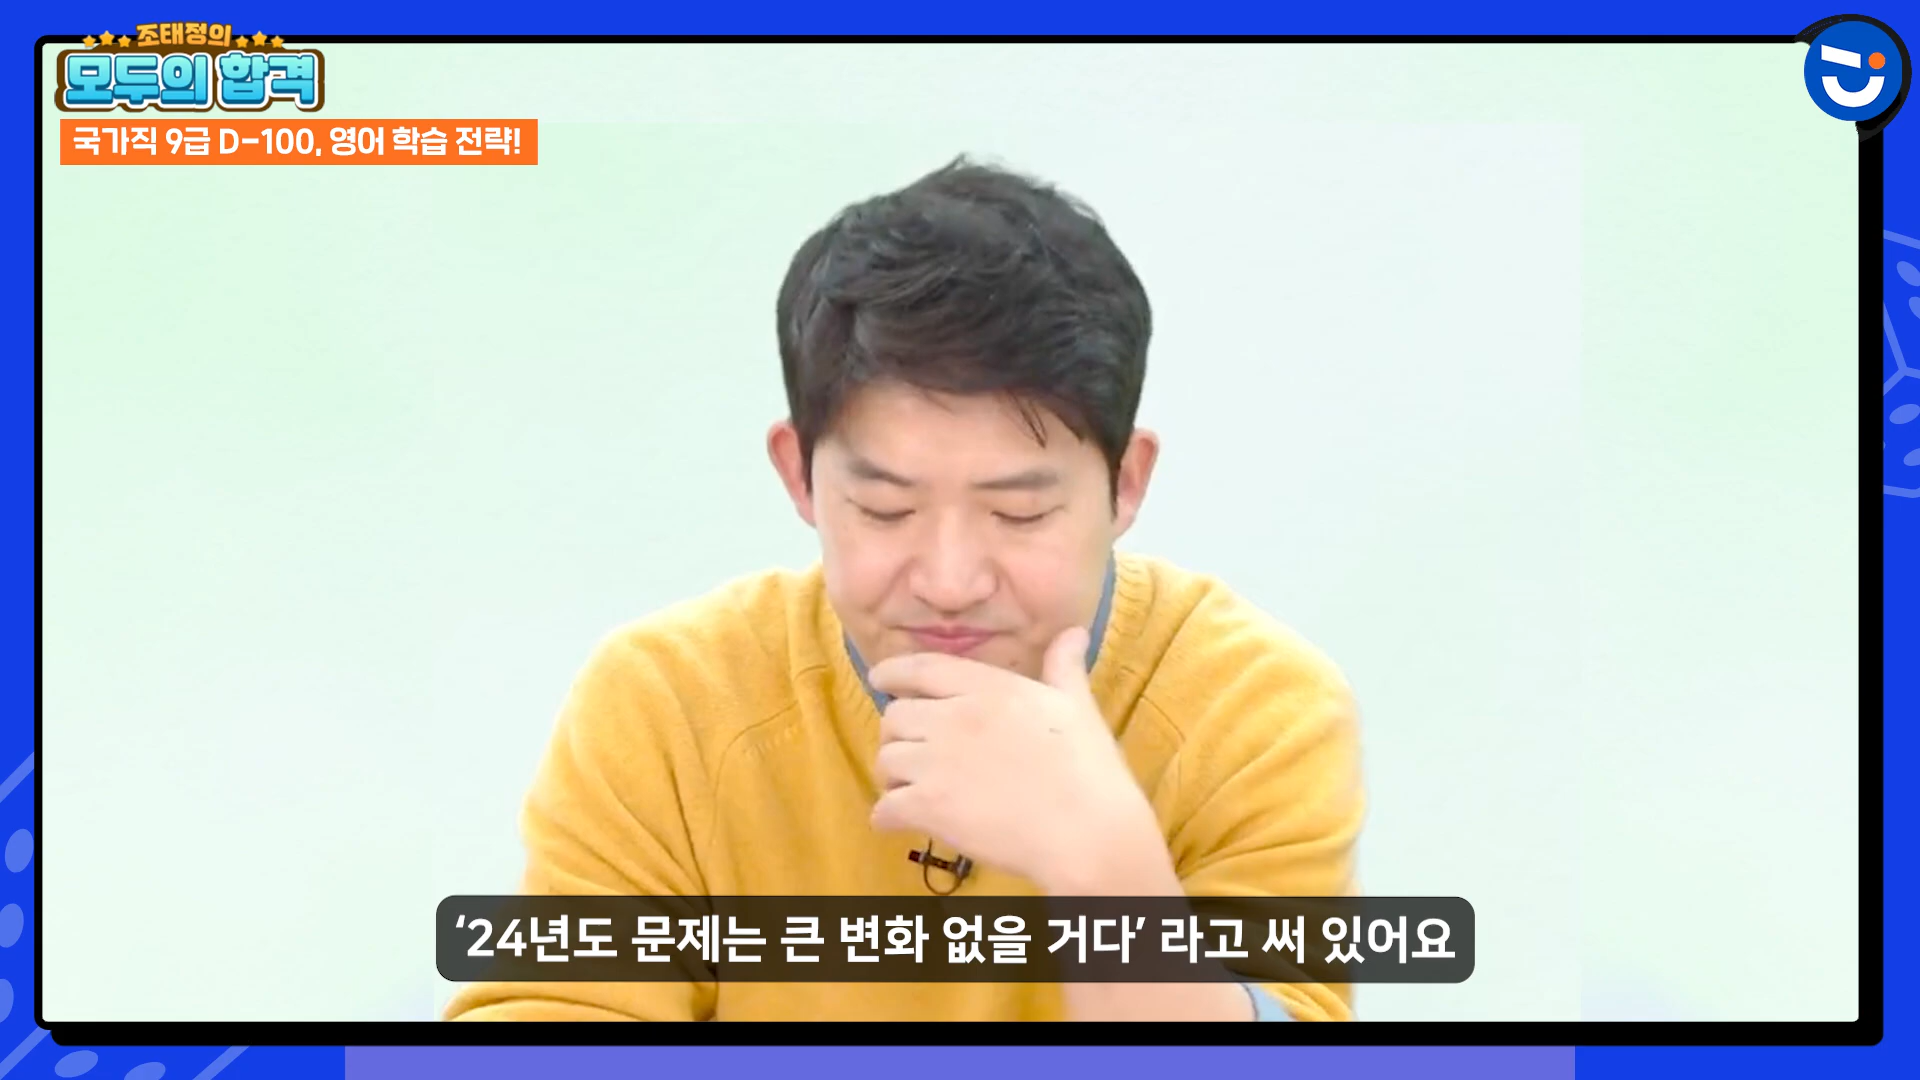 조태정의
모두의 합격
국가직 9급 D-100, 영어 학습 전략!
‘24년도 문제는 큰 변화 없을 거다’ 라고 써 있어요